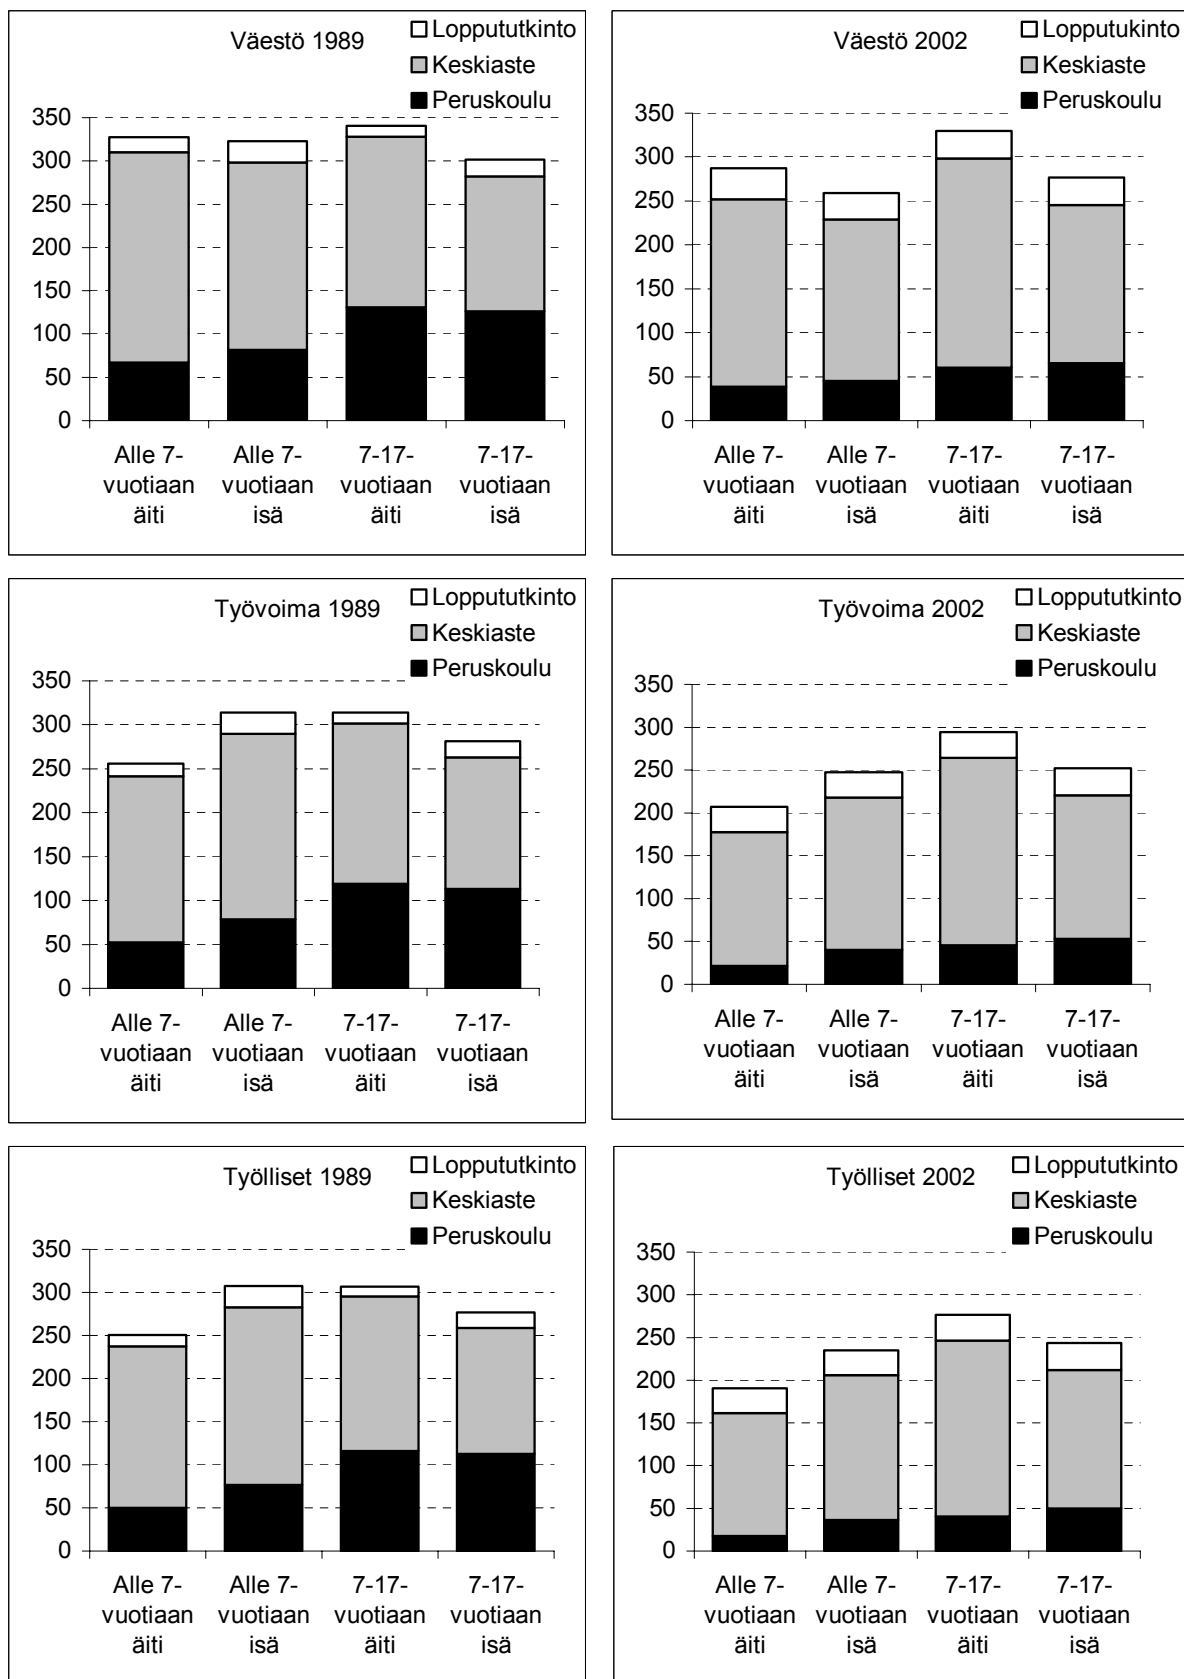 Väestö 1989
Loppututkinto
Keskiaste
Peruskoulu
350
300
250
200
150
100
50
0
Alle 7-
vuotiaan
äiti
Alle 7-
vuotiaan
isä
7-17-
vuotiaan
äiti
7-17-
vuotiaan
isä
Väestö 2002
Loppututkinto
Keskiaste
Peruskoulu
350
300
250
200
150
100
50
0
Alle 7-
vuotiaan
äiti
Alle 7-
vuotiaan
isä
7-17-
vuotiaan
äiti
7-17-
vuotiaan
isä
Työvoima 1989
Loppututkinto
Keskiaste
Peruskoulu
350
300
250
200
150
100
50
0
Alle 7-
vuotiaan
äiti
Alle 7-
vuotiaan
isä
7-17-
vuotiaan
äiti
7-17-
vuotiaan
isä
Työvoima 2002
Loppututkinto
Keskiaste
Peruskoulu
350
300
250
200
150
100
50
0
Alle 7-
vuotiaan
äiti
Alle 7-
vuotiaan
isä
7-17-
vuotiaan
äiti
7-17-
vuotiaan
isä
Työlliset 1989
Loppututkinto
Keskiaste
Peruskoulu
350
300
250
200
150
100
50
0
Alle 7-
vuotiaan
äiti
Alle 7-
vuotiaan
isä
7-17-
vuotiaan
äiti
7-17-
vuotiaan
isä
Työlliset 2002
Loppututkinto
Keskiaste
Peruskoulu
350
300
250
200
150
100
50
0
Alle 7-
vuotiaan
äiti
Alle 7-
vuotiaan
isä
7-17-
vuotiaan
äiti
7-17-
vuotiaan
isä